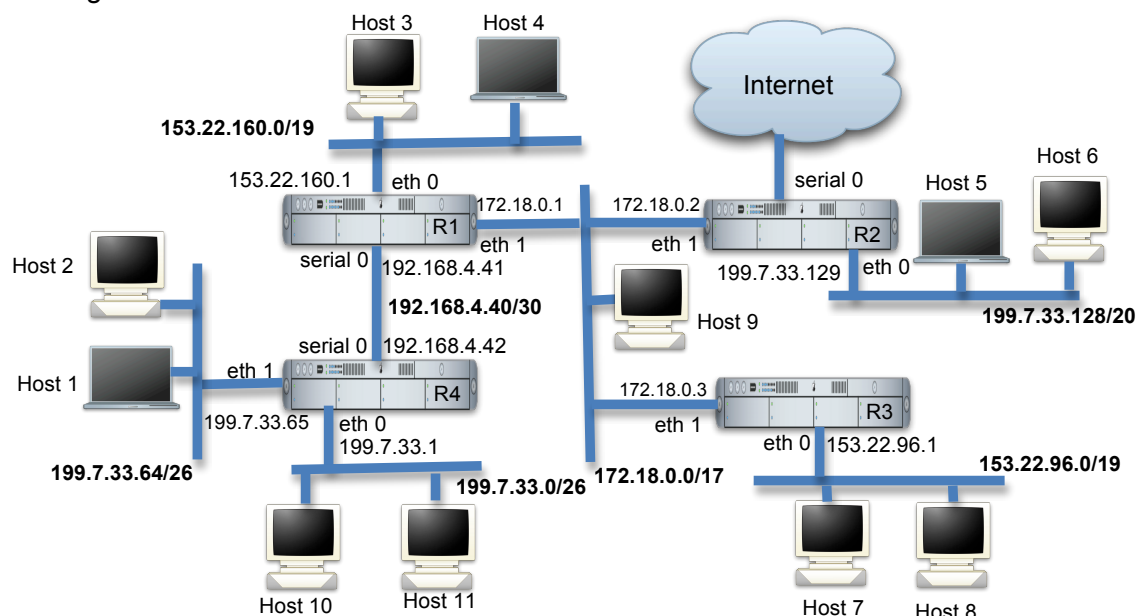 Host 3
Host 4
Internet
153.22.160.0/19
Host 6
153.22.160.1
eth 0
serial 0
Host 5
172.18.0.1
172.18.0.2
R1
R2
eth 1
eth 1
eth 0
serial 0
192.168.4.41
199.7.33.129
Host 2
192.168.4.40/30
Host 9
199.7.33.128/20
serial 0
192.168.4.42
Host 1
eth 1
172.18.0.3
R4
R3
199.7.33.65
eth 0
eth 1
199.7.33.1
eth 0
153.22.96.1
199.7.33.64/26
199.7.33.0/26
172.18.0.0/17
153.22.96.0/19
Host 10
Host 11
Host 7
Host 8